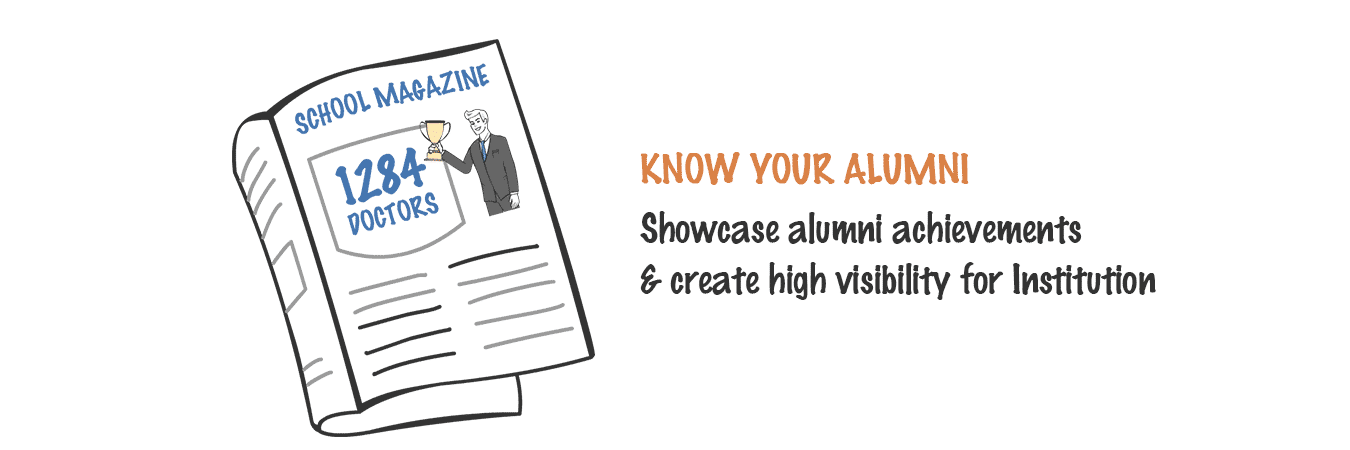 SCHOOL MAGAZINE
1284
DOCTORS
KNOW YOUR ALUMNI
Showcase alumni achievements
& create high visibility for Institution